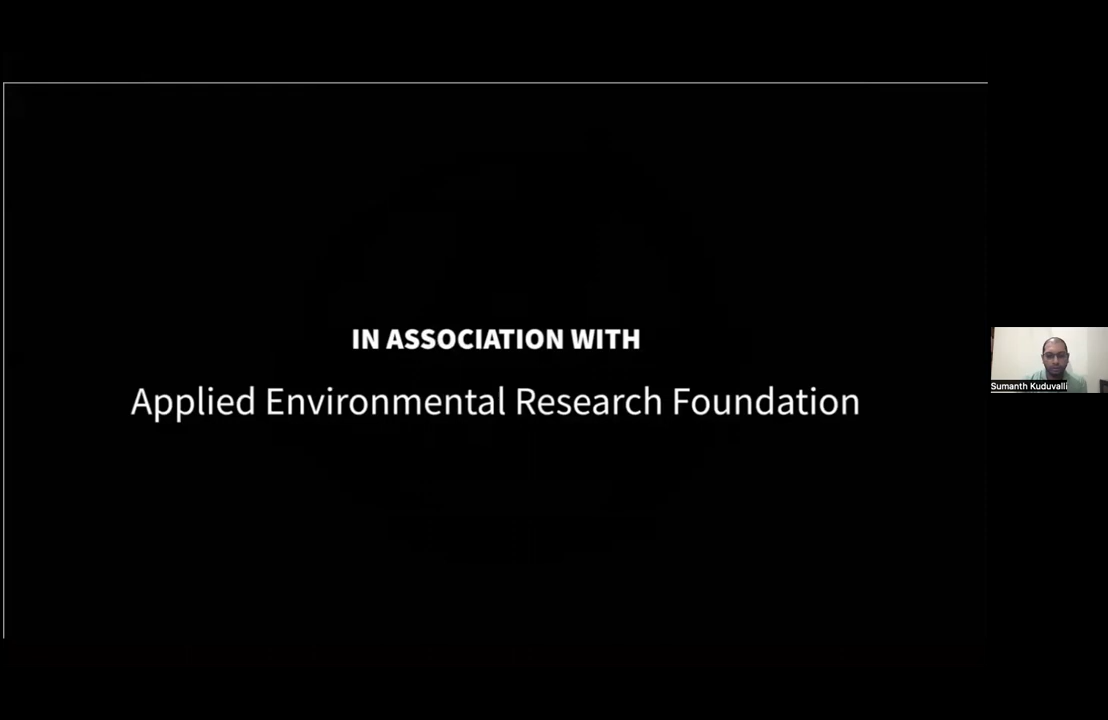 IN ASSOCIATION WITH
Applied Environmental Research Foundation
Sumanth Kuduvalli